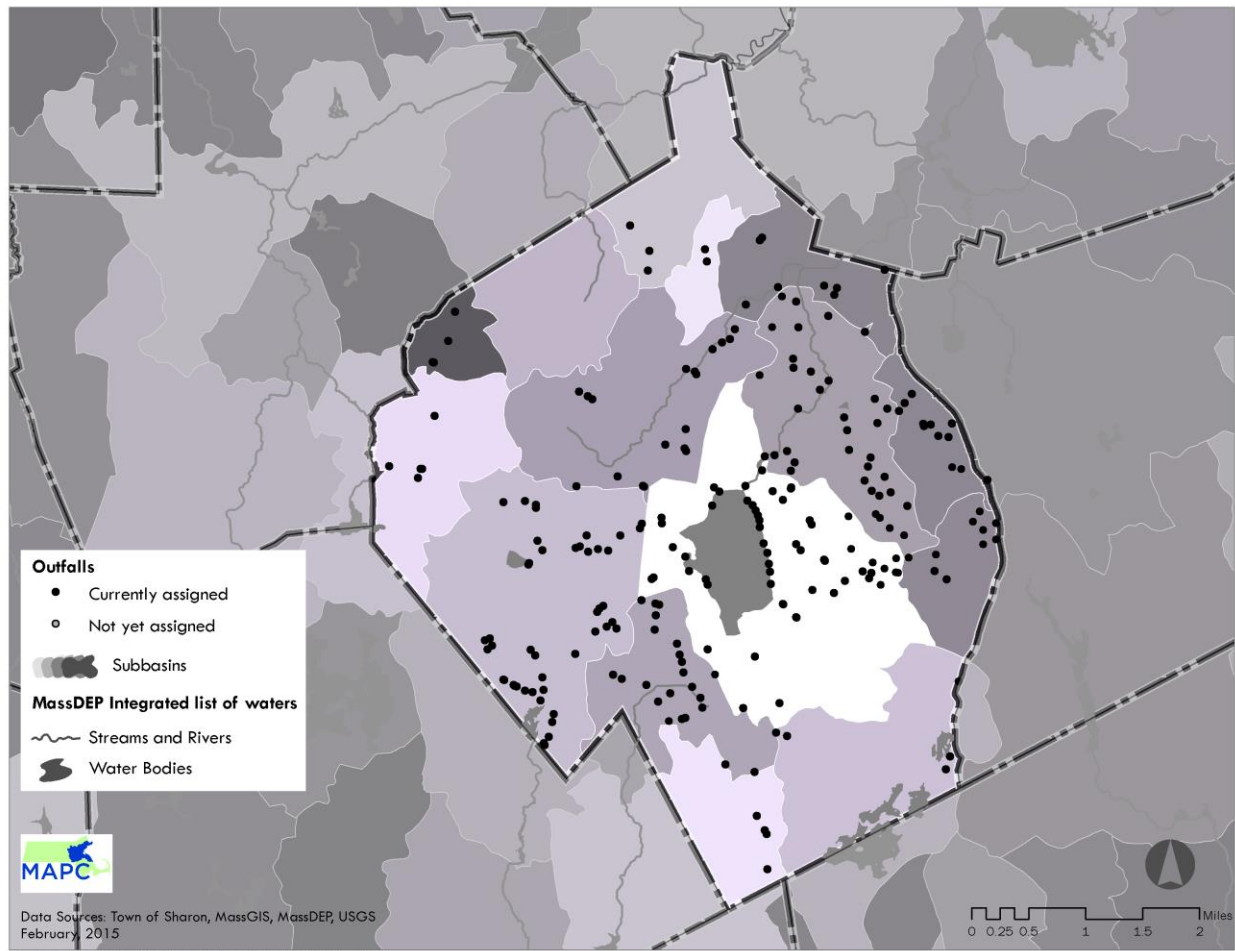 Outfalls
Currently assigned
Not yet assigned
Subbasins
MassDEP Integrated list of waters
Streams and Rivers
Water Bodies
MAPC
Data Sources: Town of Sharon, MassGIS, MassDEP, USGS
February, 2015
Miles
0 0.25 0.5 1 1.5 2